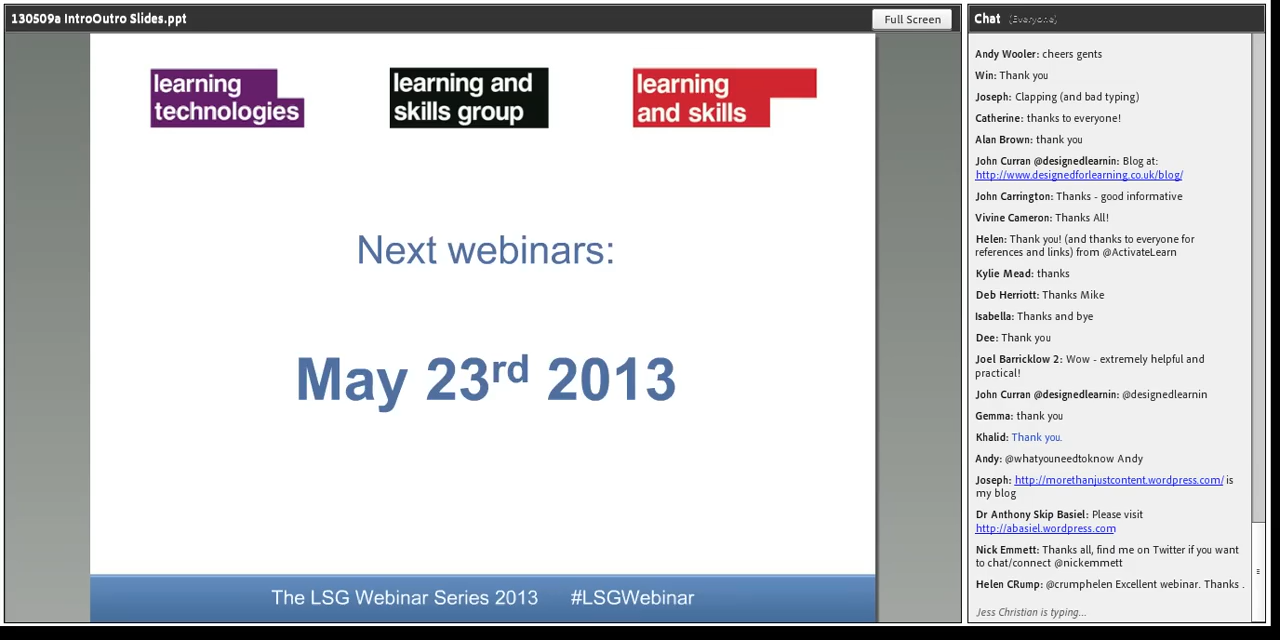 130509a IntroOutro Slides.ppt
Full Screen
learning
technologies
learning and
skills group
learning
and skills
Next webinars:
May 23rd 2013
The LSG Webinar Series 2013 #LSGWebinar
Chat (Everyone)
Andy Wooler: cheers gents
Win: Thank you
Joseph: Clapping (and bad typing)
Catherine: thanks to everyone!
Alan Brown: thank you
John Curran @designedlearnin: Blog at:
http://www.designedforlearning.co.uk/blog/
John Carrington: Thanks - good informative
Vivine Cameron: Thanks All!
Helen: Thank you! (and thanks to everyone for
references and links) from @ActivateLearn
Kylie Mead: thanks
Deb Herriott: Thanks Mike
Isabella: Thanks and bye
Dee: Thank you
Joel Barricklow 2: Wow - extremely helpful and
practical!
John Curran @designedlearnin: @designedlearnin
Gemma: thank you
Khalid: Thank you.
Andy: @whatyouneedtoknow Andy
Joseph: http://morethanjustcontent.wordpress.com/ is
my blog
Dr Anthony Skip Basiel: Please visit
http://abasiel.wordpress.com
Nick Emmett: Thanks all, find me on Twitter if you want
to chat/connect @nickemmett
Helen CRump: @crumphelen Excellent webinar. Thanks .
Jess Christian is typing...